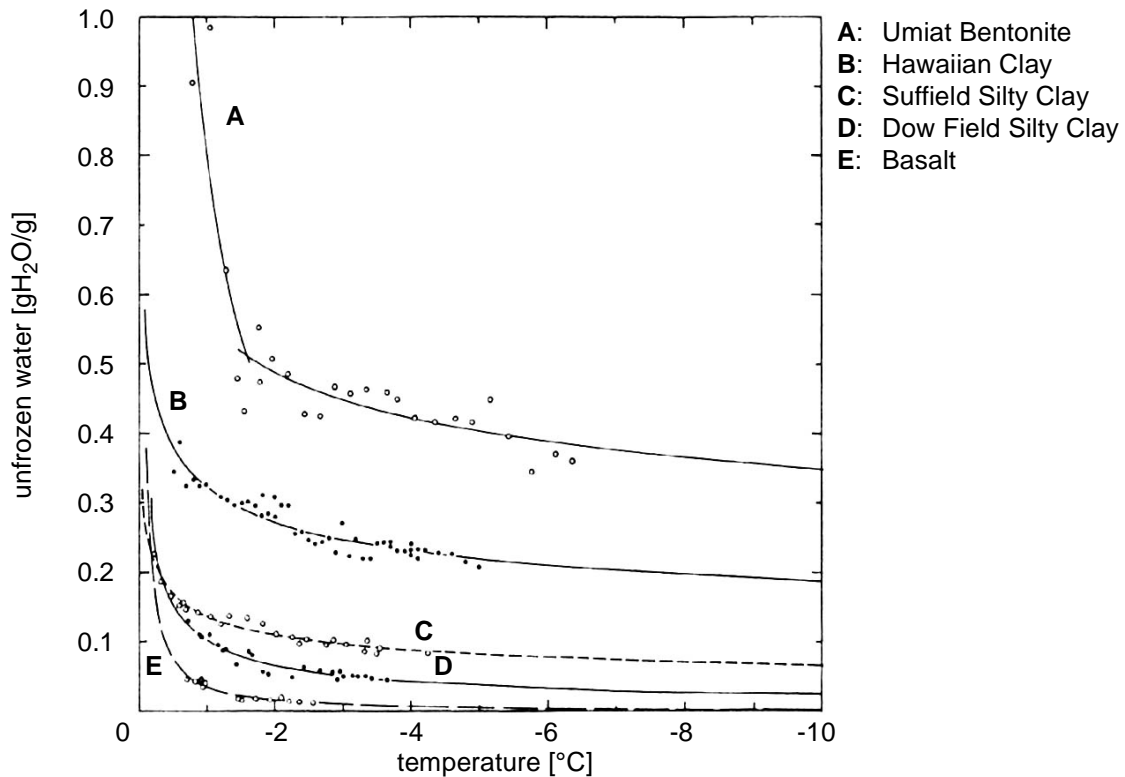 1.0
0.9
0.8
0.7
0.6
0.5
0.4
0.3
0.2
0.1
unfrozen water [gH₂O/g]
A
B
C
D
E
0 -2 -4 -6 -8 -10
temperature [°C]
A: Umiat Bentonite
B: Hawaiian Clay
C: Suffield Silty Clay
D: Dow Field Silty Clay
E: Basalt